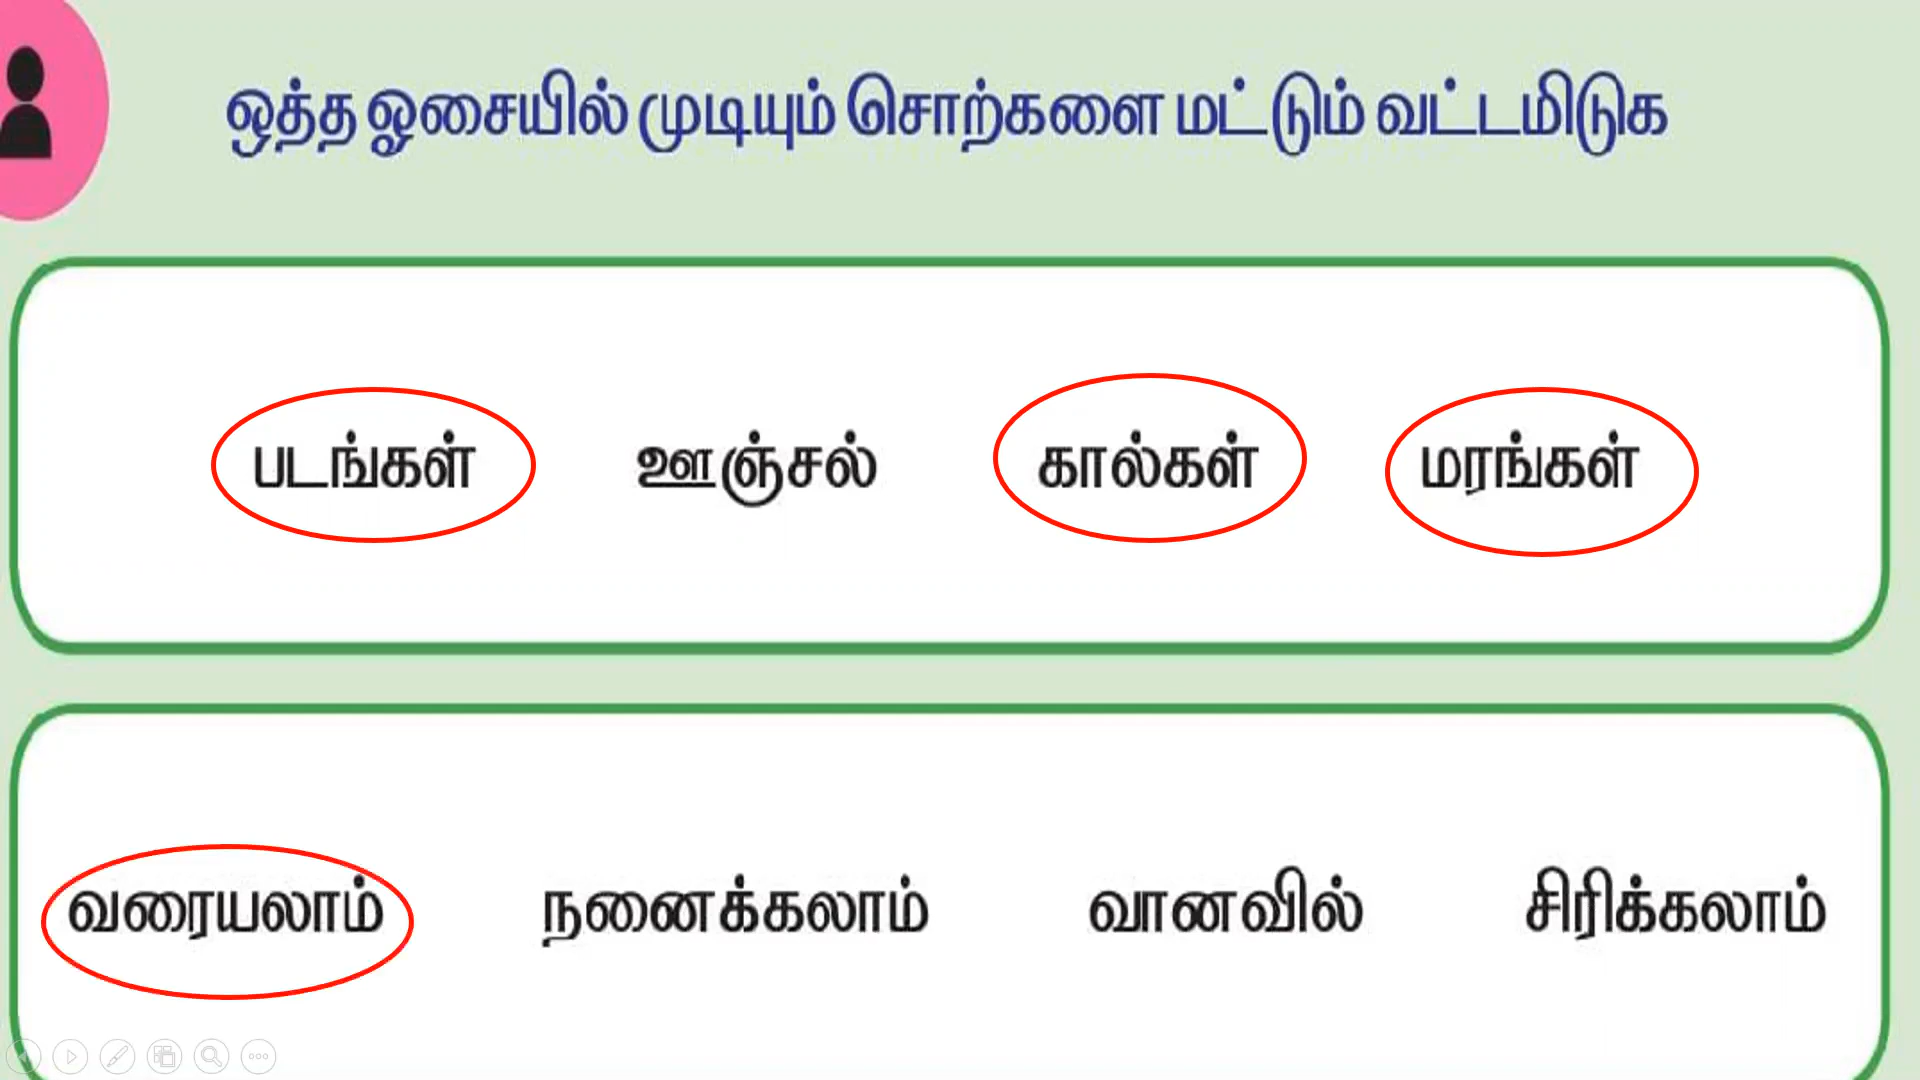 ஒத்த ஓசையில் முடியும் சொற்களை மட்டும் வட்டமிடுக
படங்கள் ஊஞ்சல் கால்கள் மரங்கள்
வரையலாம் நனைக்கலாம் வானவில் சிரிக்கலாம்